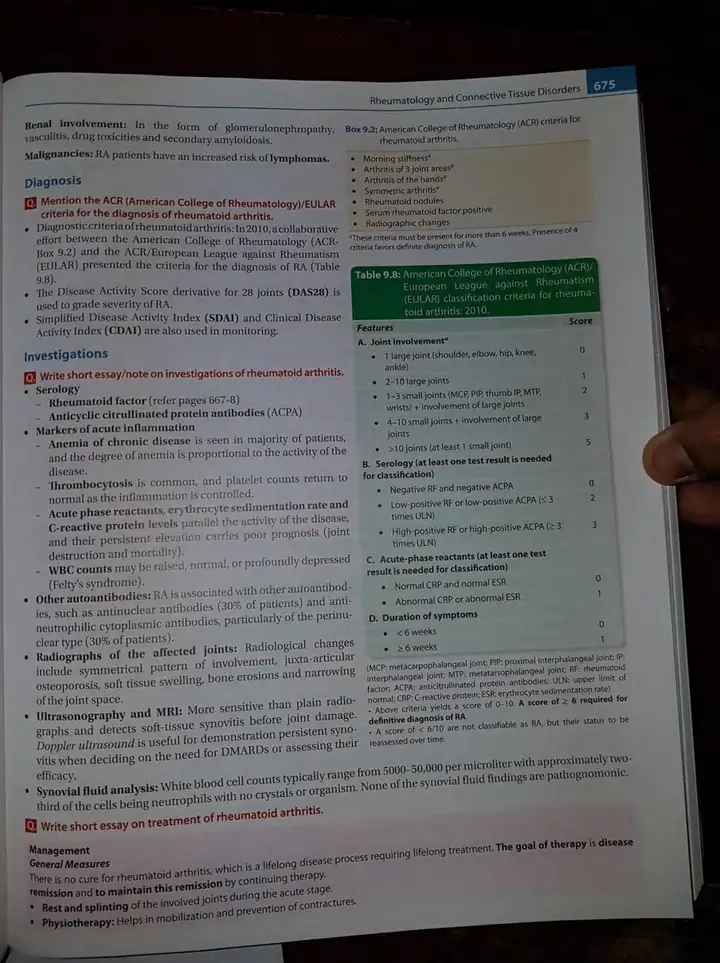 Rheumatology and Connective Tissue Disorders 675
Renal involvement: In the form of glomerulonephropathy,
vasculitis, drug toxicities and secondary amyloidosis.
Malignancies: RA patients have an increased risk of lymphomas.
Diagnosis
Q. Mention the ACR (American College of Rheumatology)/EULAR
criteria for the diagnosis of rheumatoid arthritis.
• Diagnostic criteria of rheumatoid arthritis: In 2010, a collaborative
effort between the American College of Rheumatology (ACR-
Box 9.2) and the ACR/European League against Rheumatism
(EULAR) presented the criteria for the diagnosis of RA (Table
9.8).
• The Disease Activity Score derivative for 28 joints (DAS28) is
used to grade severity of RA.
• Simplified Disease Activity Index (SDAI) and Clinical Disease
Activity Index (CDAI) are also used in monitoring.
Investigations
Q. Write short essay/note on investigations of rheumatoid arthritis.
• Serology
– Rheumatoid factor (refer pages 667-8)
– Anticyclic citrullinated protein antibodies (ACPA)
• Markers of acute inflammation
– Anemia of chronic disease is seen in majority of patients,
and the degree of anemia is proportional to the activity of the
disease.
– Thrombocytosis is common, and platelet counts return to
normal as the inflammation is controlled.
– Acute phase reactants, erythrocyte sedimentation rate and
C-reactive protein levels parallel the activity of the disease,
and their persistent elevation carries poor prognosis (joint
destruction and mortality).
– WBC counts may be raised, normal, or profoundly depressed
(Felty's syndrome).
• Other autoantibodies: RA is associated with other autoantibod-
ies, such as antinuclear antibodies (30% of patients) and anti-
neutrophilic cytoplasmic antibodies, particularly of the perinu-
clear type (30% of patients).
• Radiographs of the affected joints: Radiological changes
include symmetrical pattern of involvement, juxta-articular
osteoporosis, soft tissue swelling, bone erosions and narrowing
of the joint space.
• Ultrasonography and MRI: More sensitive than plain radio-
graphs and detects soft-tissue synovitis before joint damage.
Doppler ultrasound is useful for demonstration persistent syno-
vitis when deciding on the need for DMARDs or assessing their
efficacy.
Box 9.2: American College of Rheumatology (ACR) criteria for
rheumatoid arthritis.
• Morning stiffness*
• Arthritis of 3 joint areas*
• Arthritis of the hands*
• Symmetric arthritis*
• Rheumatoid nodules
• Serum rheumatoid factor positive
• Radiographic changes
*These criteria must be present for more than 6 weeks. Presence of 4
criteria favors definite diagnosis of RA.
Table 9.8: American College of Rheumatology (ACR)/
European League against Rheumatism
(EULAR) classification criteria for rheuma-
toid arthritis: 2010.
Features Score
A. Joint involvement*
• 1 large joint (shoulder, elbow, hip, knee, 0
ankle)
• 2–10 large joints 1
• 1–3 small joints (MCP, PIP, thumb IP, MTP, 2
wrists) + involvement of large joints
• 4–10 small joints + involvement of large 3
joints
• >10 joints (at least 1 small joint) 5
B. Serology (at least one test result is needed
for classification)
• Negative RF and negative ACPA 0
• Low-positive RF or low-positive ACPA (≤ 3 2
times ULN)
• High-positive RF or high-positive ACPA (≥ 3 3
times ULN)
C. Acute-phase reactants (at least one test
result is needed for classification)
• Normal CRP and normal ESR 0
• Abnormal CRP or abnormal ESR 1
D. Duration of symptoms
• < 6 weeks 0
• ≥ 6 weeks 1
(MCP: metacarpophalangeal joint; PIP: proximal interphalangeal joint; IP:
interphalangeal joint; MTP: metatarsophalangeal joint; RF: rheumatoid
factor; ACPA: anticitrullinated protein antibodies; ULN: upper limit of
normal; CRP: C-reactive protein; ESR: erythrocyte sedimentation rate)
• Above criteria yields a score of 0–10. A score of ≥ 6 required for
definitive diagnosis of RA.
• A score of < 6/10 are not classifiable as RA, but their status to be
reassessed over time.
• Synovial fluid analysis: White blood cell counts typically range from 5000–50,000 per microliter with approximately two-
third of the cells being neutrophils with no crystals or organism. None of the synovial fluid findings are pathognomonic.
Q. Write short essay on treatment of rheumatoid arthritis.
Management
General Measures
There is no cure for rheumatoid arthritis, which is a lifelong disease process requiring lifelong treatment. The goal of therapy is disease
remission and to maintain this remission by continuing therapy.
• Rest and splinting of the involved joints during the acute stage.
• Physiotherapy: Helps in mobilization and prevention of contractures.